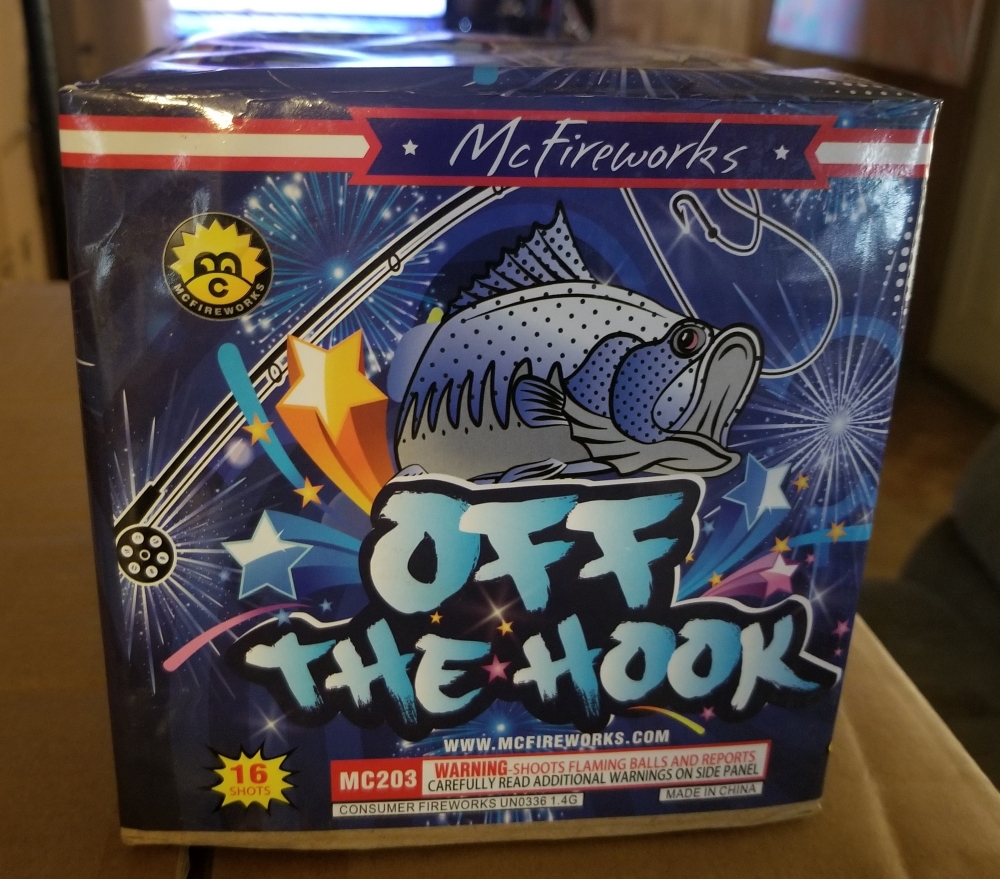 McFireworks
m
c
MCFIREWORKS
OFF
THE HOOK
WWW.MCFIREWORKS.COM
16
SHOTS
MC203
WARNING-SHOOTS FLAMING BALLS AND REPORTS
CAREFULLY READ ADDITIONAL WARNINGS ON SIDE PANEL
CONSUMER FIREWORKS UN0336 1.4G
MADE IN CHINA